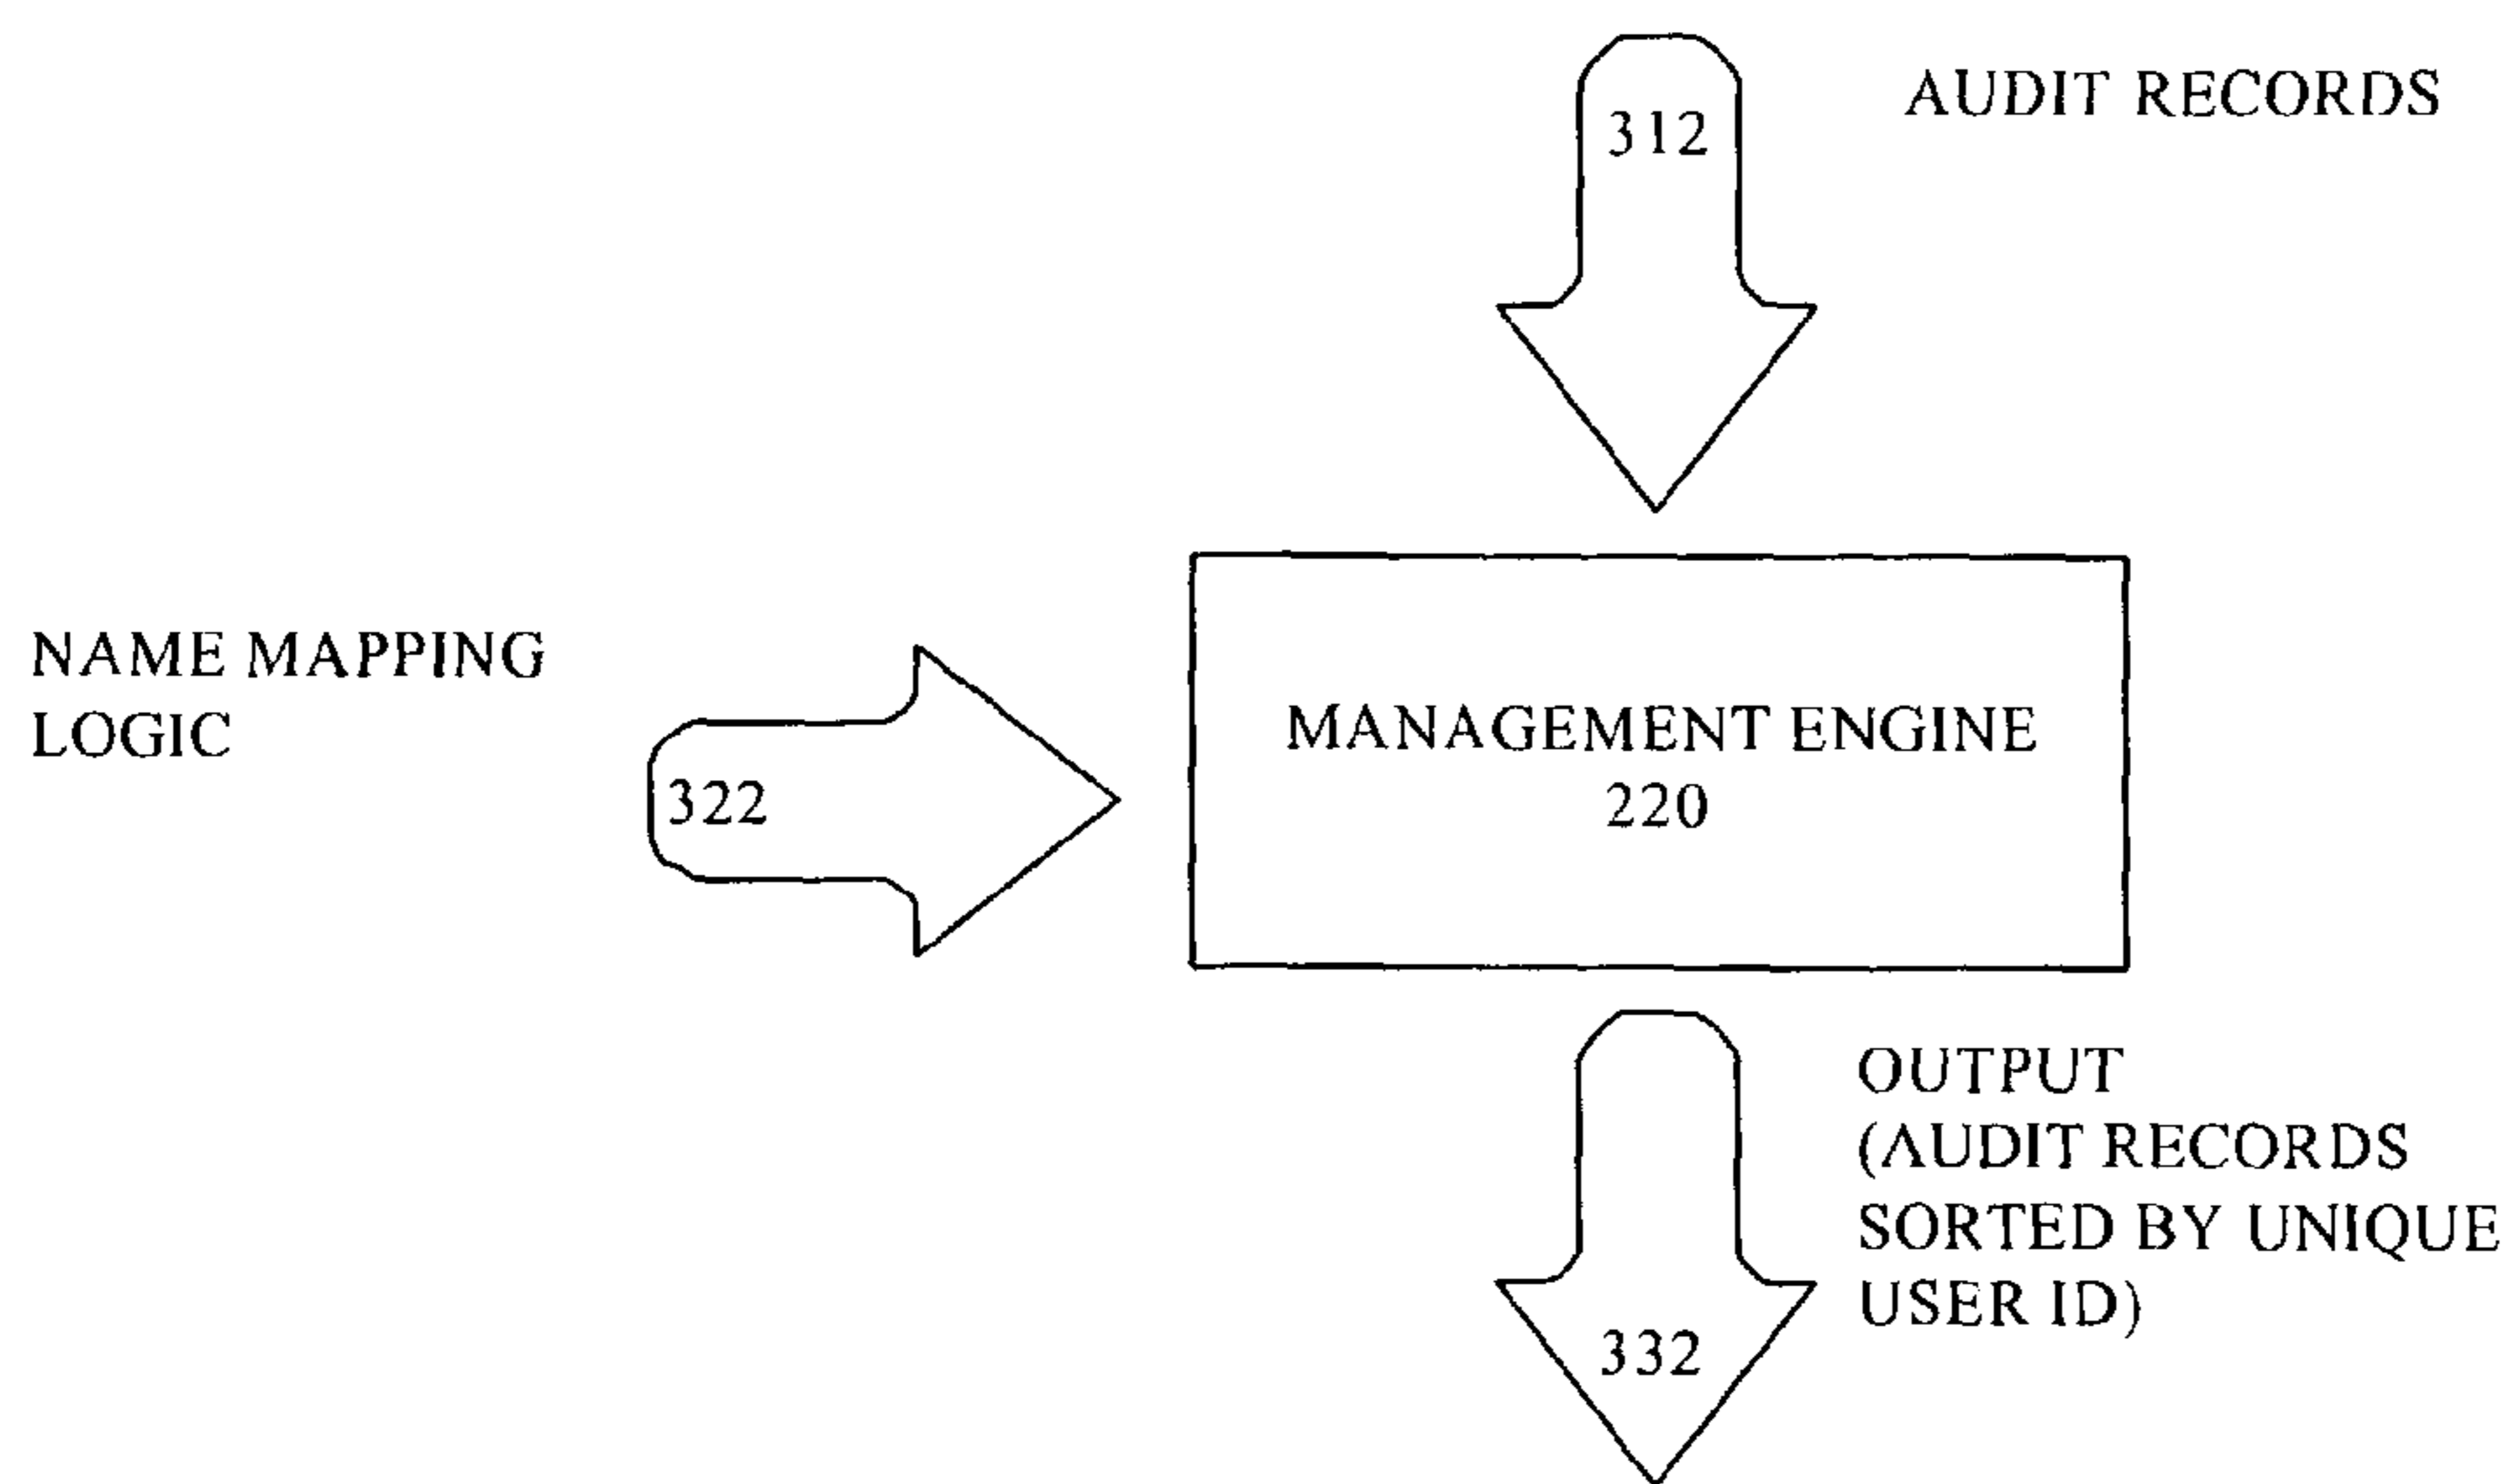 312
AUDIT RECORDS
NAME MAPPING
LOGIC
322
MANAGEMENT ENGINE
220
OUTPUT
(AUDIT RECORDS
SORTED BY UNIQUE
USER ID)
332